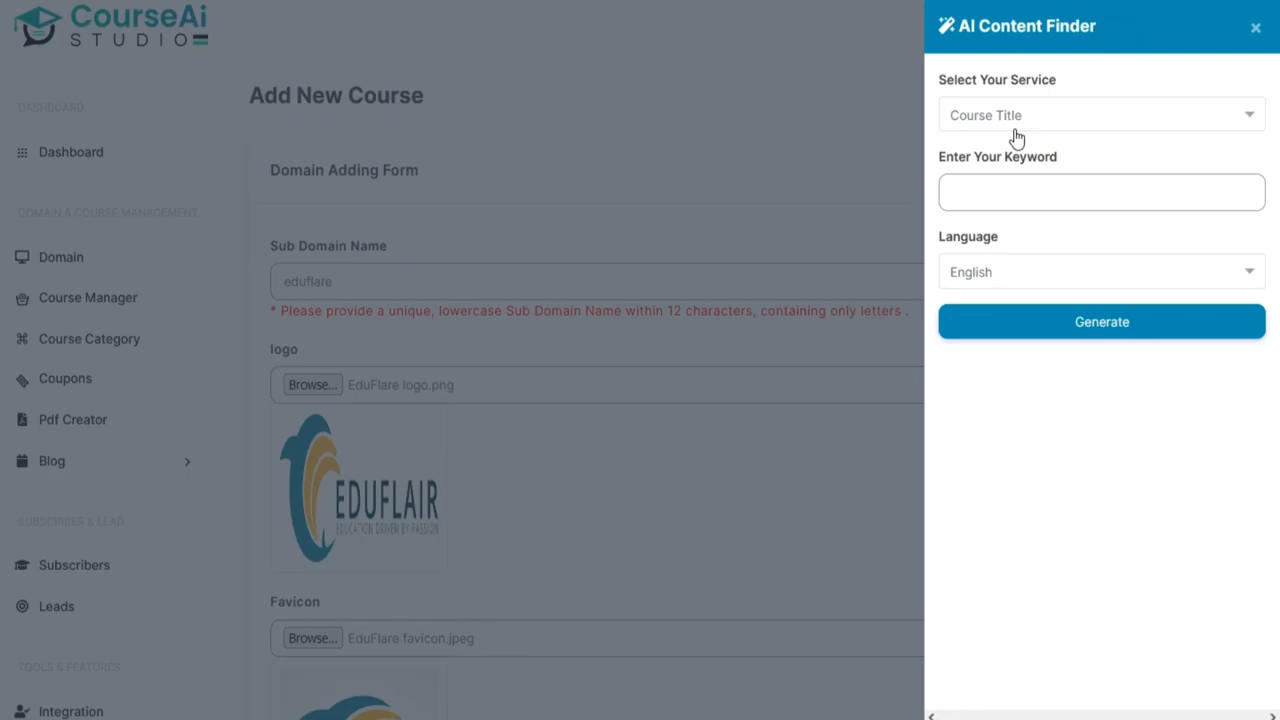 CourseAi
STUDIO
DASHBOARD
Dashboard
DOMAIN & COURSE MANAGEMENT
Domain
Course Manager
Course Category
Coupons
Pdf Creator
Blog
SUBSCRIBER & LEAD
Subscribers
Leads
TOOLS & FEATURES
Integration
Add New Course
Domain Adding Form
Sub Domain Name
eduflare
* Please provide a unique, lowercase Sub Domain Name within 12 characters, containing only letters .
logo
Browse... EduFlare logo.png
EDUFLAIR
EDUCATION DRIVEN BY PASSION
Favicon
Browse... EduFlare favicon.jpeg
AI Content Finder
×
Select Your Service
Course Title
Enter Your Keyword
Language
English
Generate